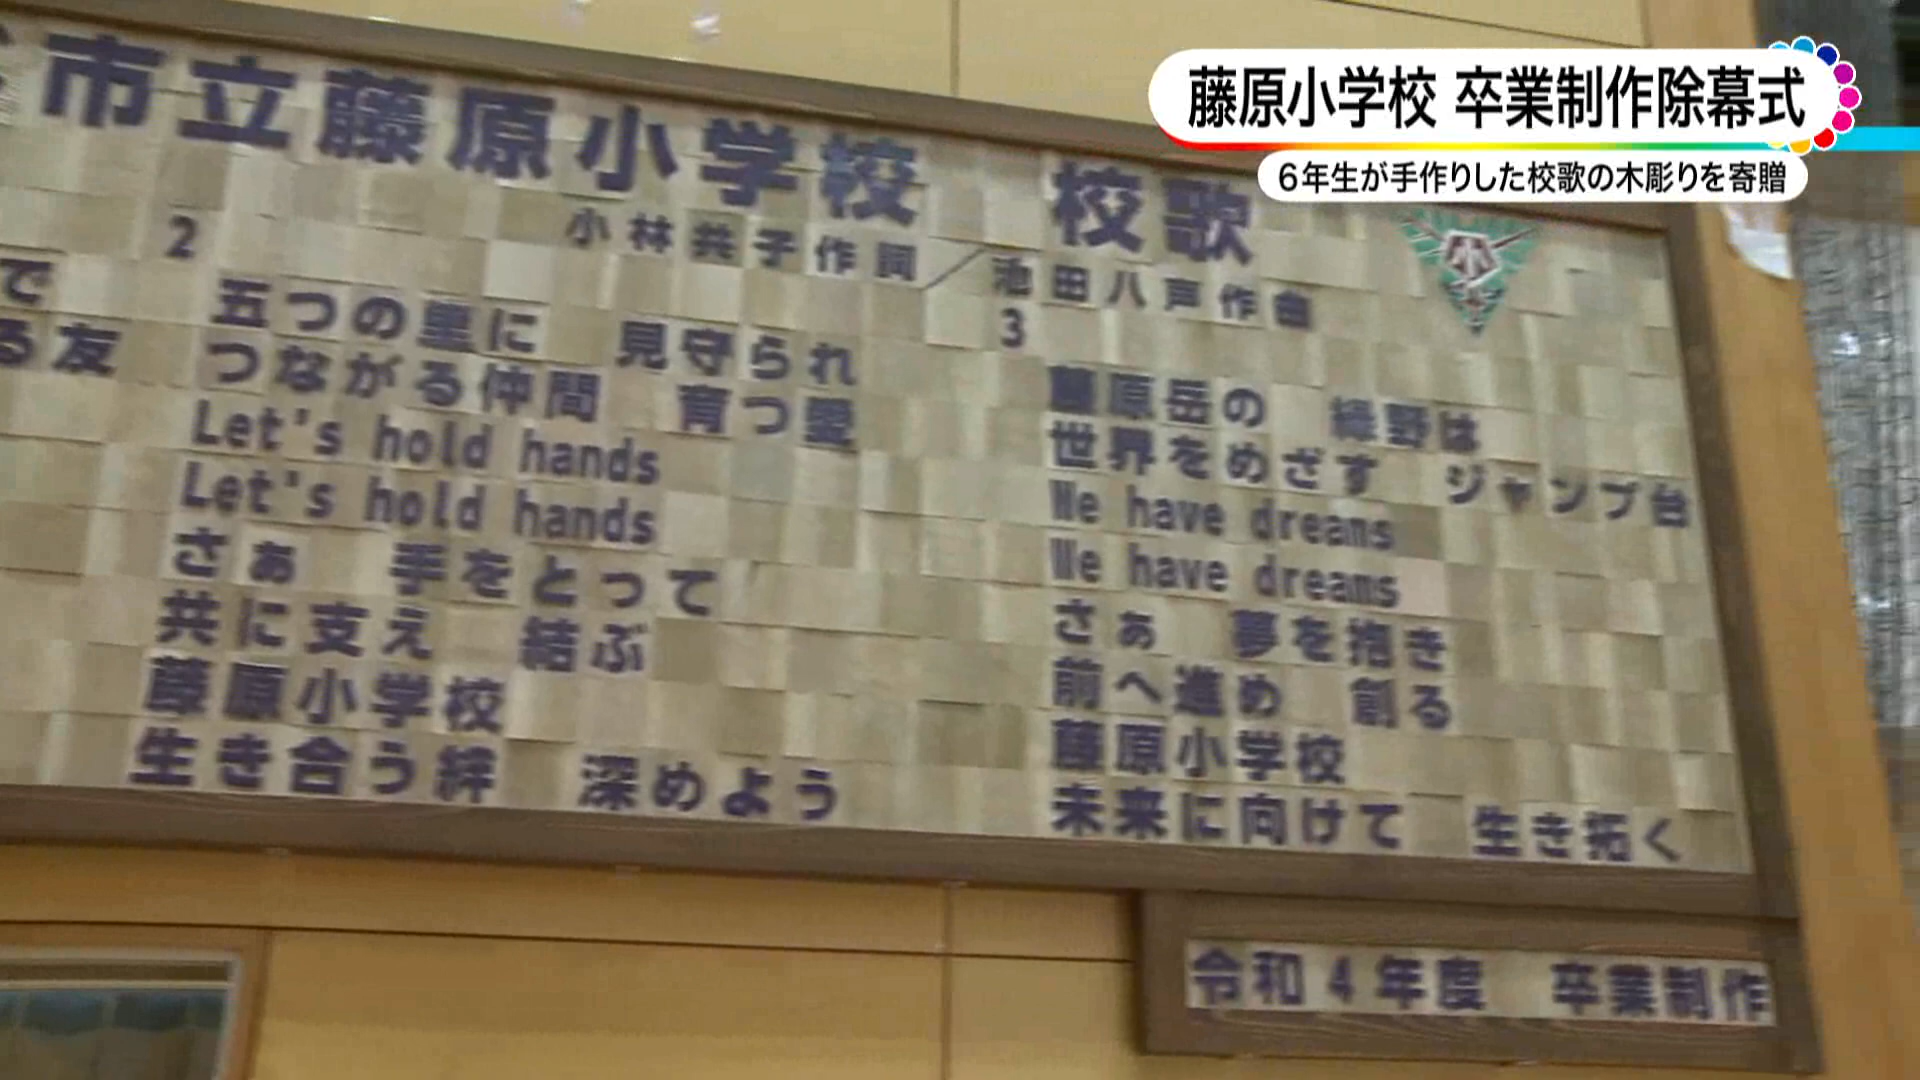 藤原小学校 卒業制作除幕式
6年生が手作りした校歌の木彫りを寄贈
市立藤原小学校 校歌
小林共子作詞／池田八声作曲
で
る友
2
五つの里に 見守られ
つながる仲間 育つ愛
Let's hold hands
Let's hold hands
さぁ 手をとって
共に支え 結ぶ
藤原小学校
生き合う絆 深めよう
3
藤原岳の 緑野は
世界をめざす ジャンプ台
We have dreams
We have dreams
さぁ 夢を抱き
前へ進め 創る
藤原小学校
未来に向けて 生き拓く
令和4年度 卒業制作